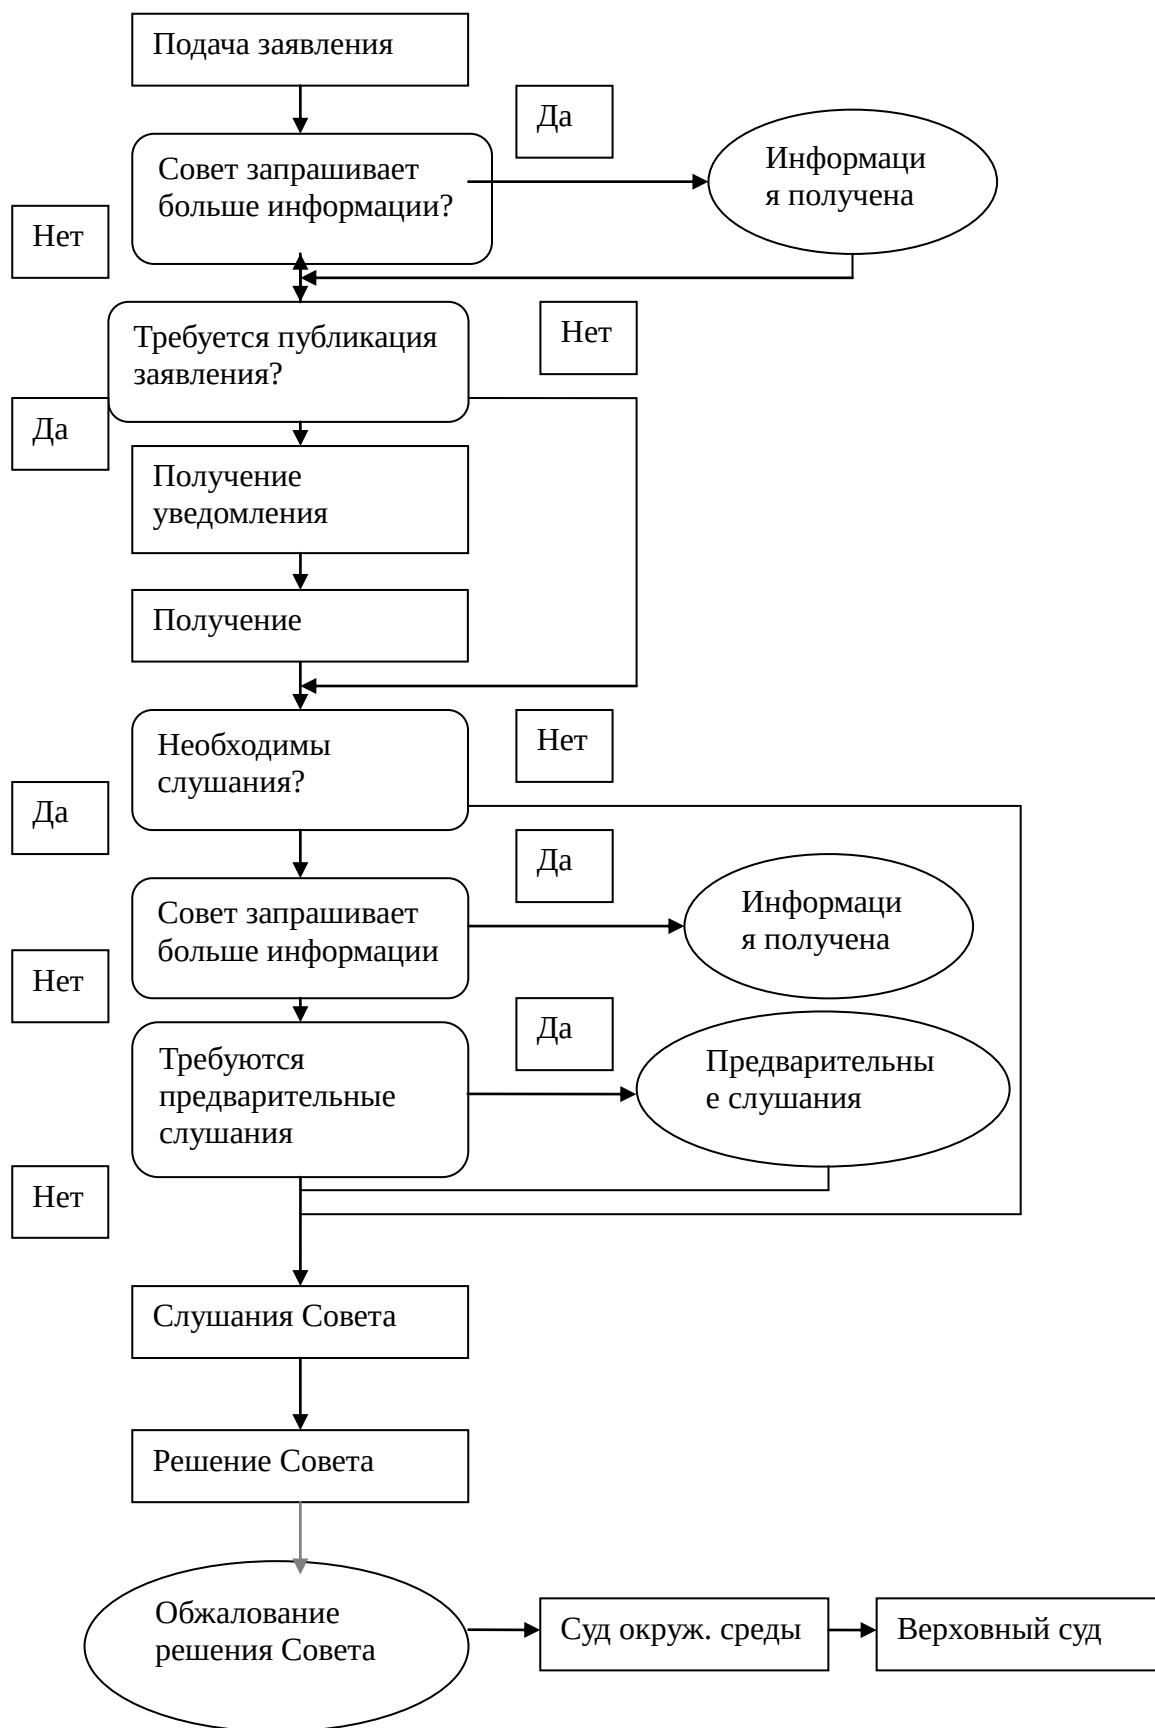 Подача заявления
Да
Совет запрашивает
больше информации?
Информаци
я получена
Нет
Требуется публикация
заявления?
Нет
Да
Получение
уведомления
Получение
Необходимы
слушания?
Нет
Да
Совет запрашивает
больше информации
Да
Информаци
я получена
Нет
Требуются
предварительные
слушания
Да
Предварительны
е слушания
Нет
Слушания Совета
Решение Совета
Обжалование
решения Совета
Суд окруж. среды
Верховный суд